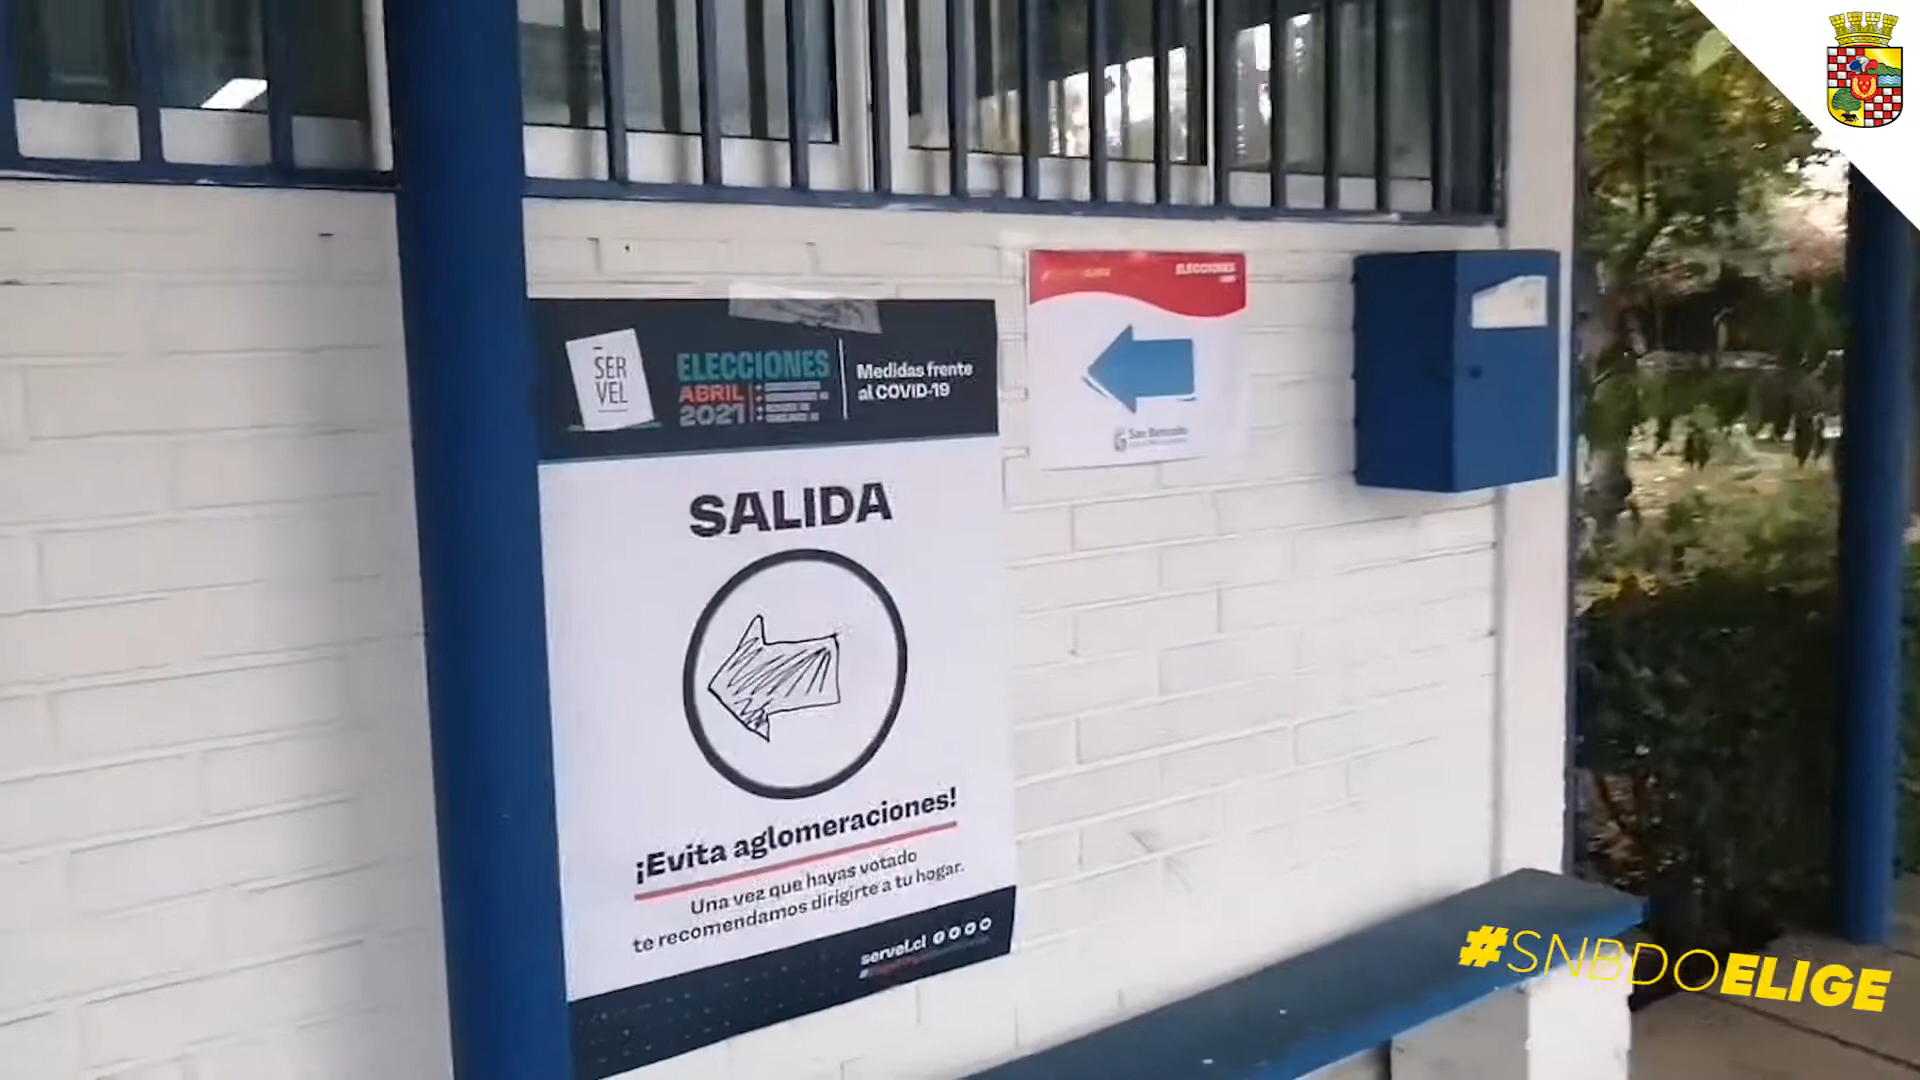 SER
VEL
ELECCIONES
ABRIL
2021
Medidas frente
al COVID-19
SALIDA
¡Evita aglomeraciones!
Una vez que hayas votado
te recomendamos dirigirte a tu hogar.
servel.cl
ELECCIONES
San Bernardo
#SNBDOELIGE